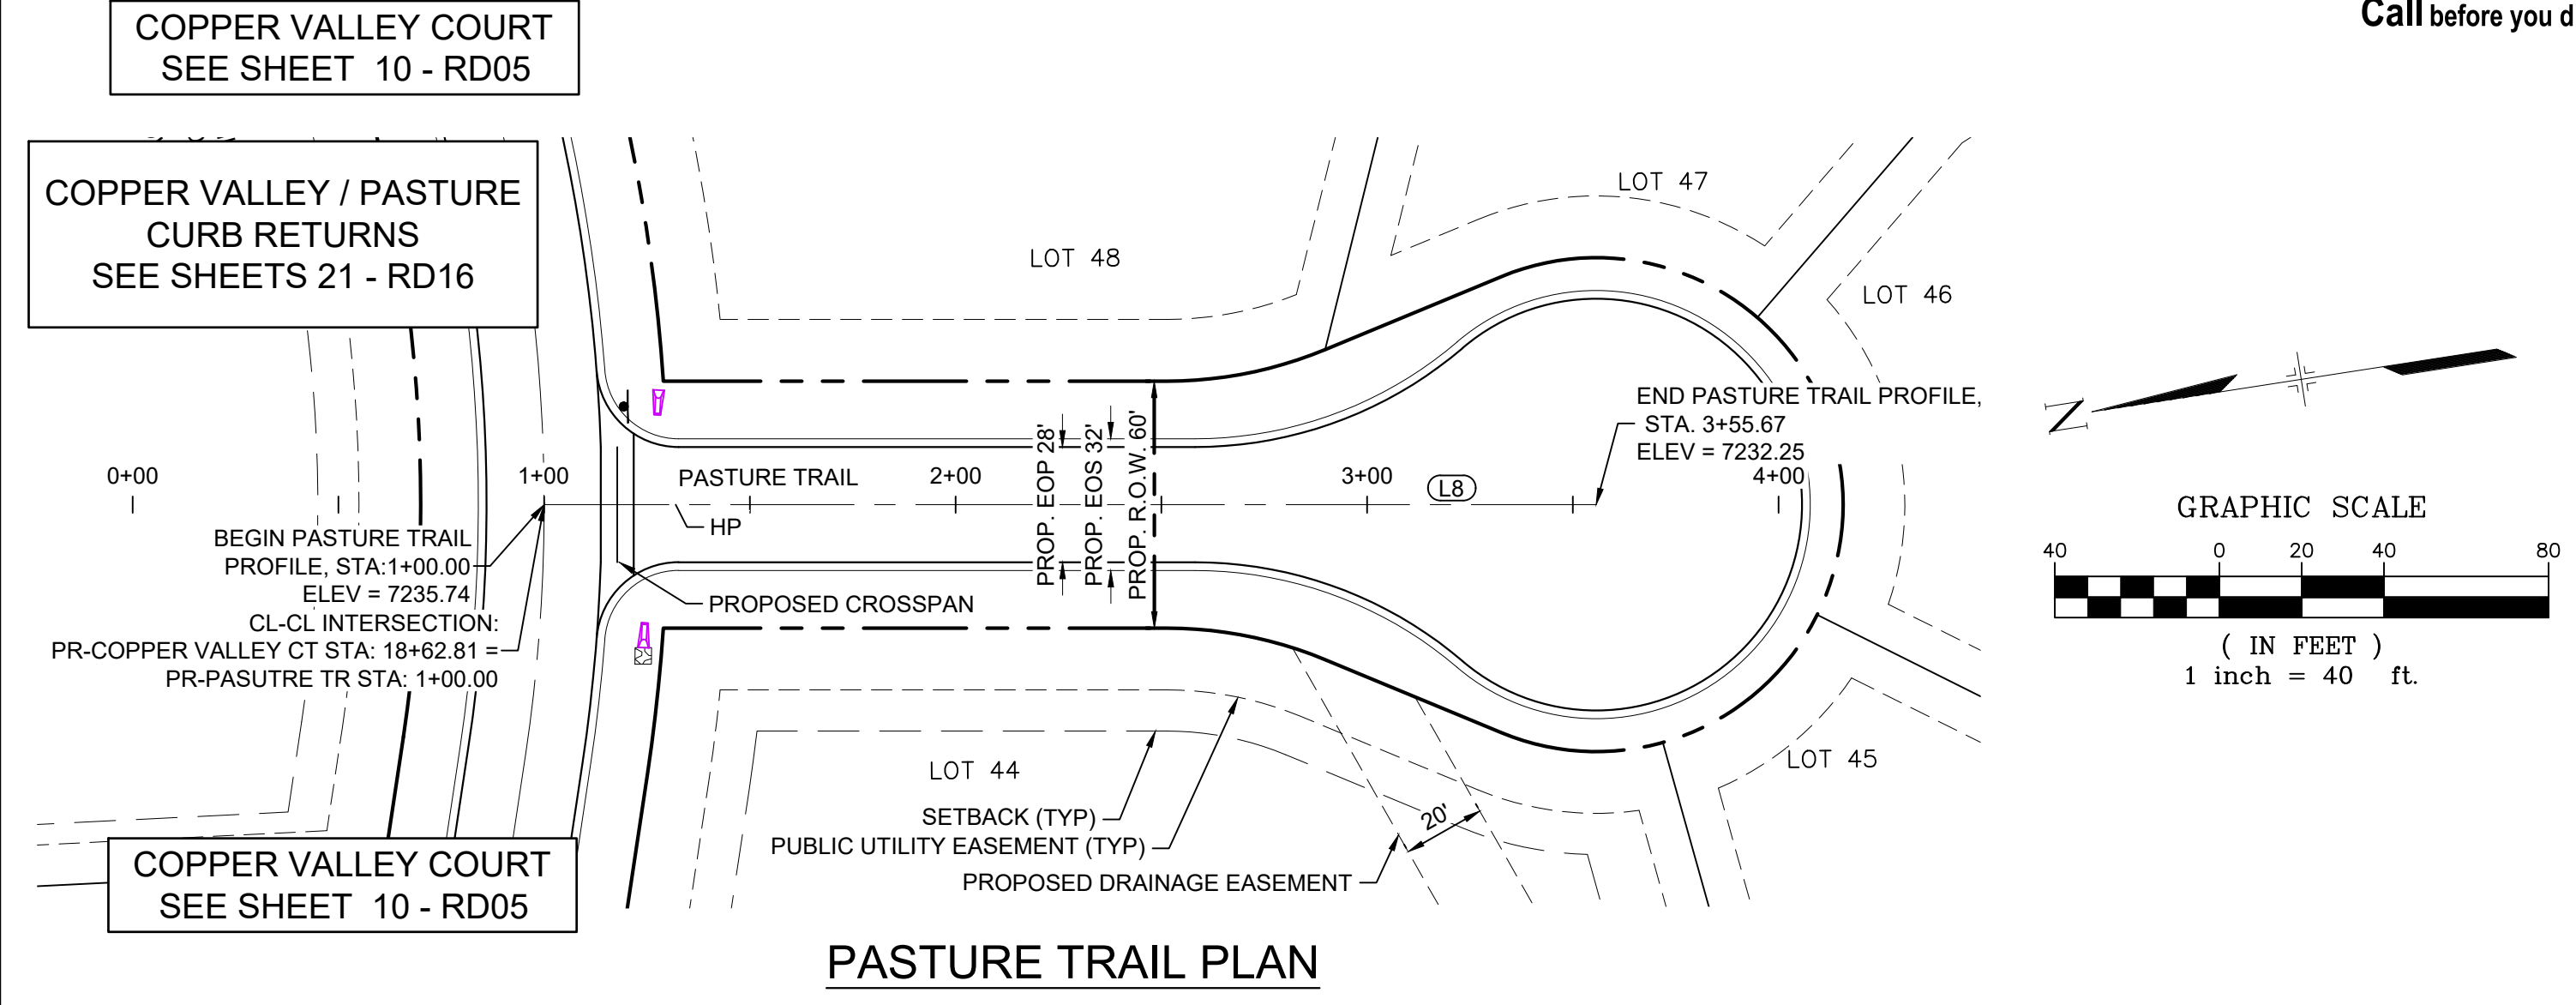 COPPER VALLEY COURT
SEE SHEET 10 - RD05
Call before you d
COPPER VALLEY / PASTURE
CURB RETURNS
SEE SHEETS 21 - RD16
LOT 47
LOT 48
LOT 46
END PASTURE TRAIL PROFILE,
STA. 3+55.67
ELEV = 7232.25
0+00
1+00
PASTURE TRAIL
2+00
3+00
L8
4+00
HP
PROP. EOP 28'
PROP. EOS 32'
PROP. R.O.W. 60'
BEGIN PASTURE TRAIL
PROFILE, STA:1+00.00
ELEV = 7235.74
CL-CL INTERSECTION:
PR-COPPER VALLEY CT STA: 18+62.81 =
PR-PASUTRE TR STA: 1+00.00
PROPOSED CROSSPAN
N
GRAPHIC SCALE
40 0 20 40 80
( IN FEET )
1 inch = 40 ft.
LOT 44
LOT 45
SETBACK (TYP)
PUBLIC UTILITY EASEMENT (TYP)
20'
PROPOSED DRAINAGE EASEMENT
COPPER VALLEY COURT
SEE SHEET 10 - RD05
PASTURE TRAIL PLAN